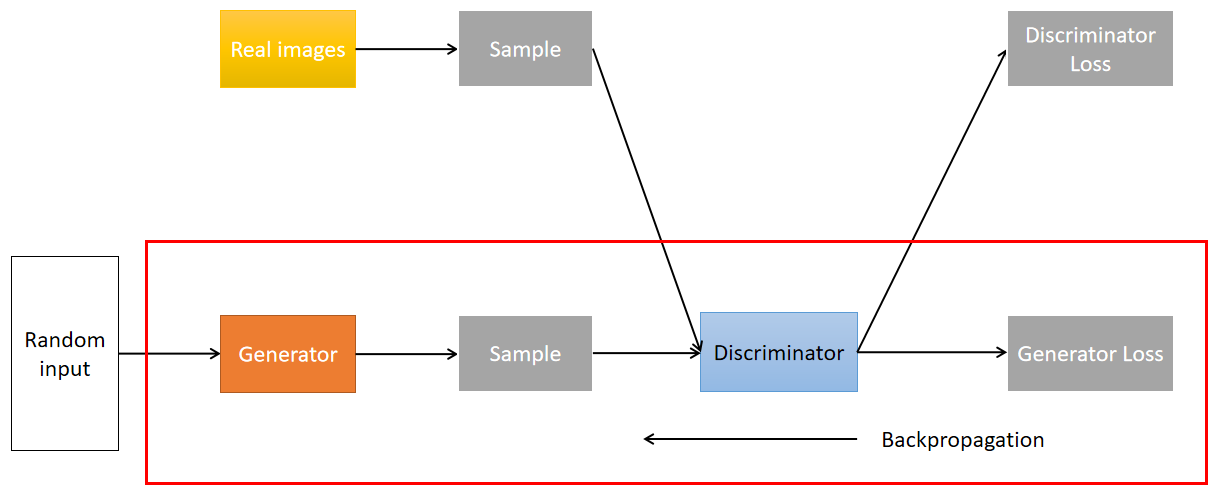 Real images
Sample
Discriminator
Loss
Random
input
Generator
Sample
Discriminator
Generator Loss
Backpropagation